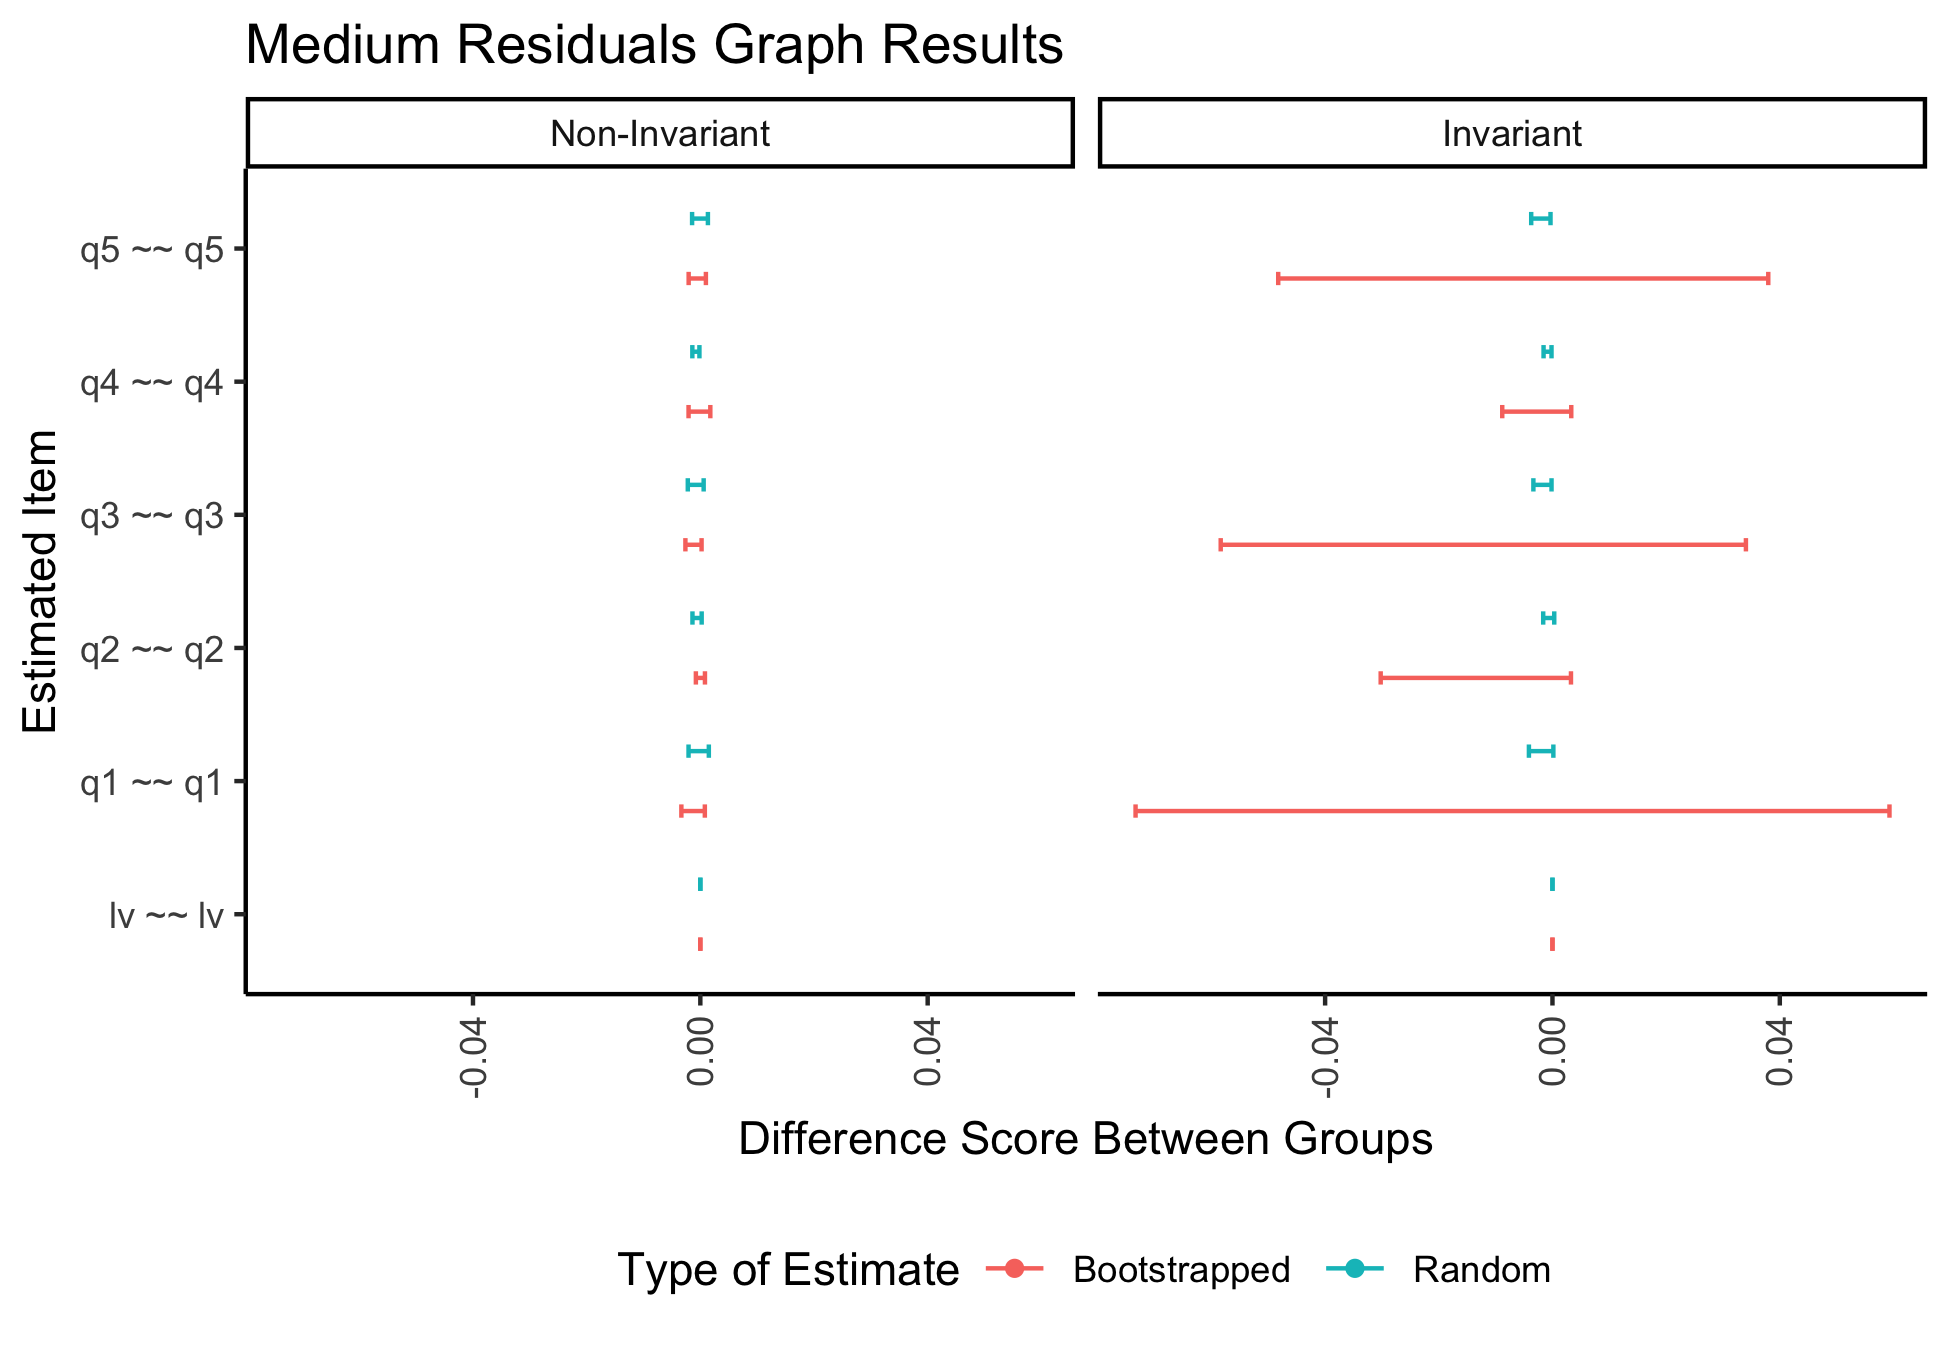 Medium Residuals Graph Results
Non-Invariant
Invariant
Estimated Item
q5 ~~ q5
q4 ~~ q4
q3 ~~ q3
q2 ~~ q2
q1 ~~ q1
lv ~~ lv
-0.04
0.00
0.04
-0.04
0.00
0.04
Difference Score Between Groups
Type of Estimate
Bootstrapped
Random